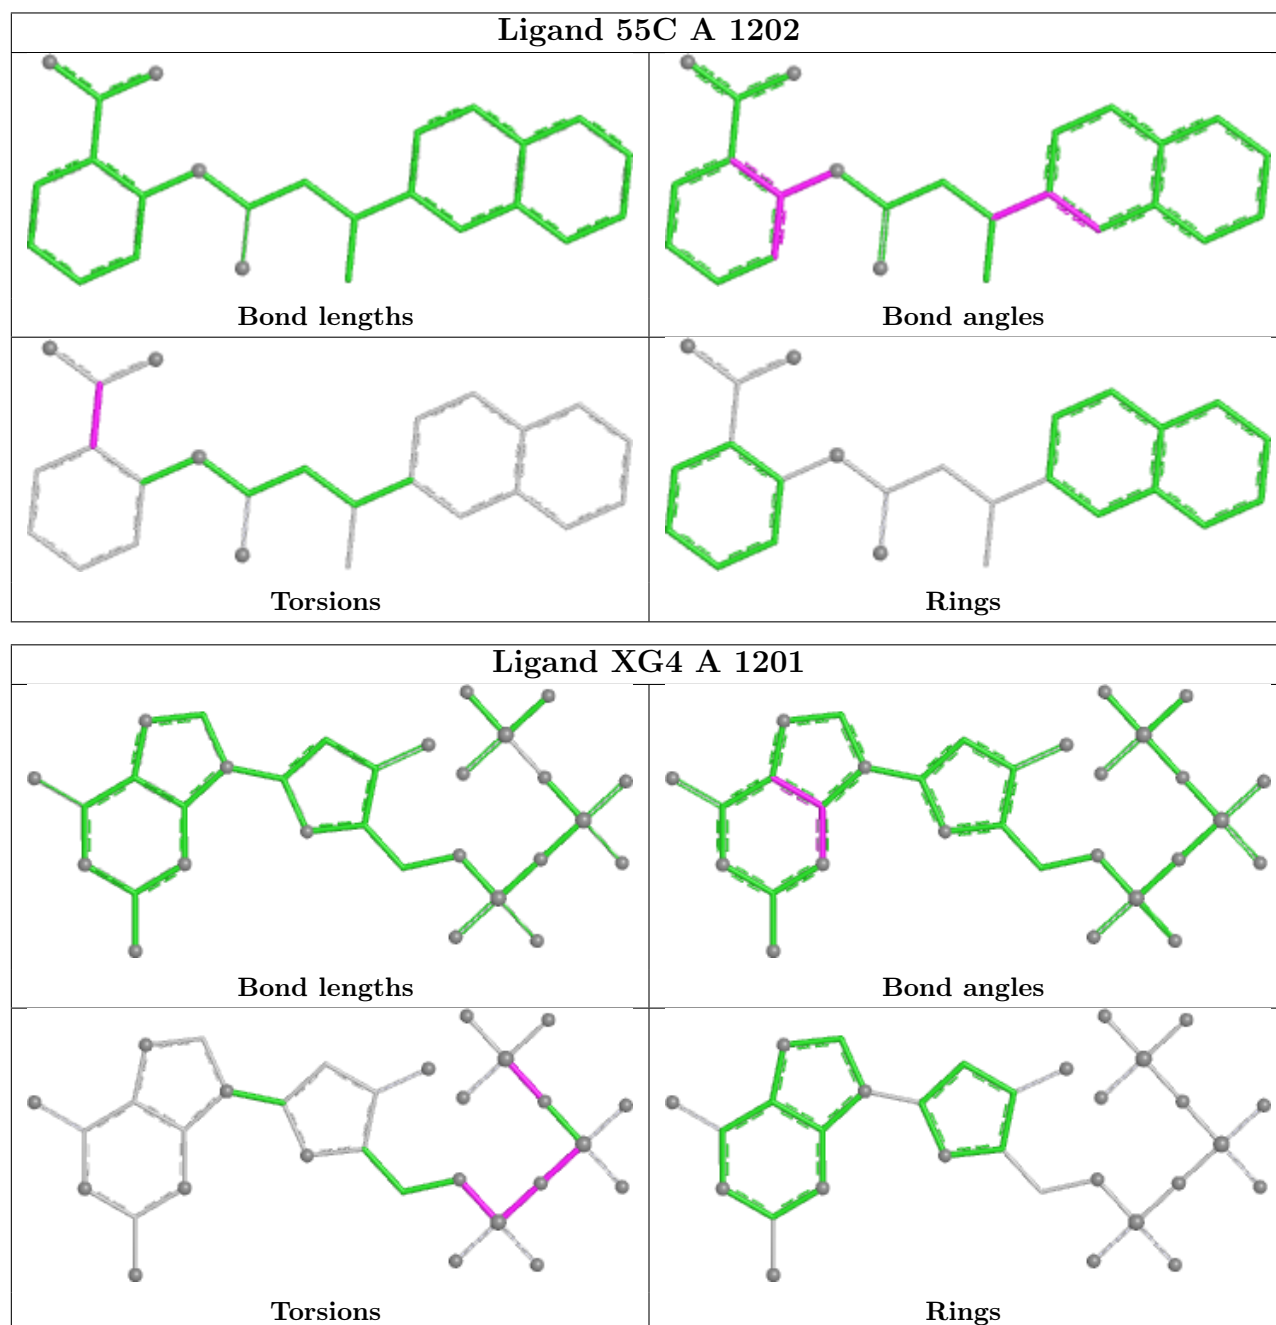 Ligand 55C A 1202
Bond lengths
Bond angles
Torsions
Rings
Ligand XG4 A 1201
Bond lengths
Bond angles
Torsions
Rings